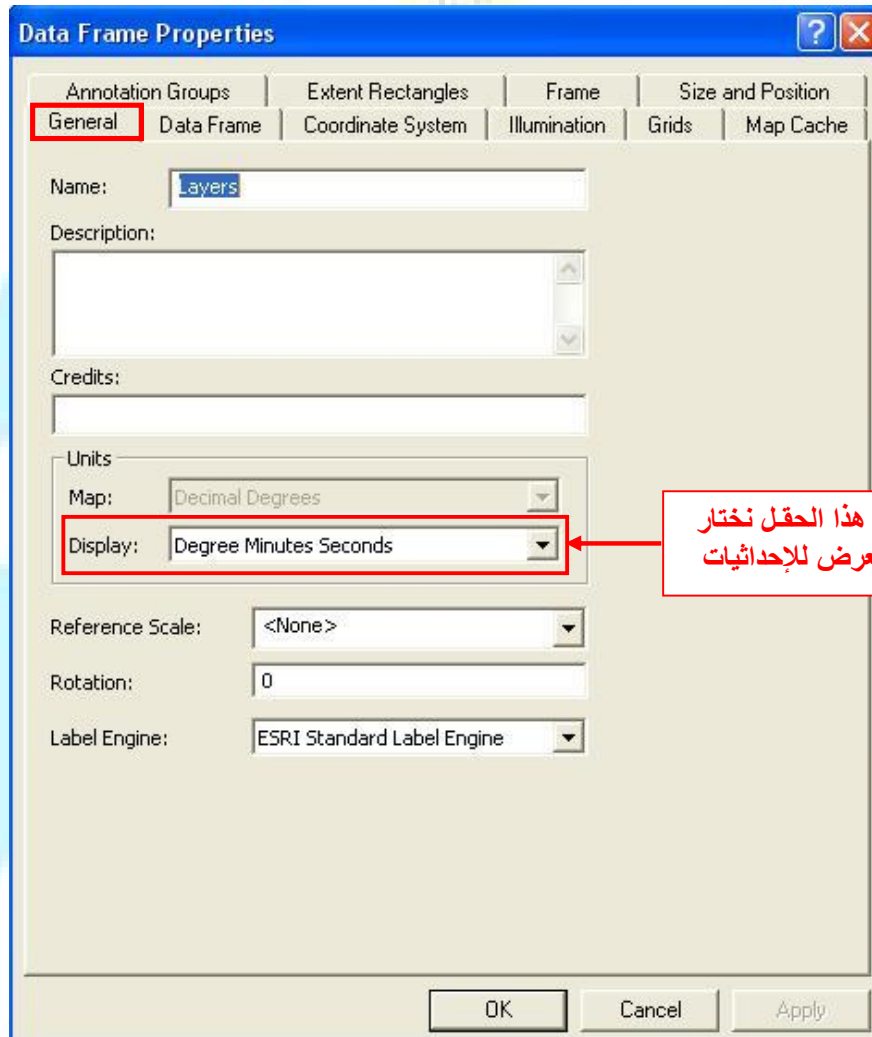 Data Frame Properties
Annotation Groups Extent Rectangles Frame Size and Position
General Data Frame Coordinate System Illumination Grids Map Cache
Name: Layers
Description:
Credits:
Units
Map: Decimal Degrees
Display: Degree Minutes Seconds
هذا الحقل نختار
عرض للإحداثيات
Reference Scale: <None>
Rotation: 0
Label Engine: ESRI Standard Label Engine
OK Cancel Apply